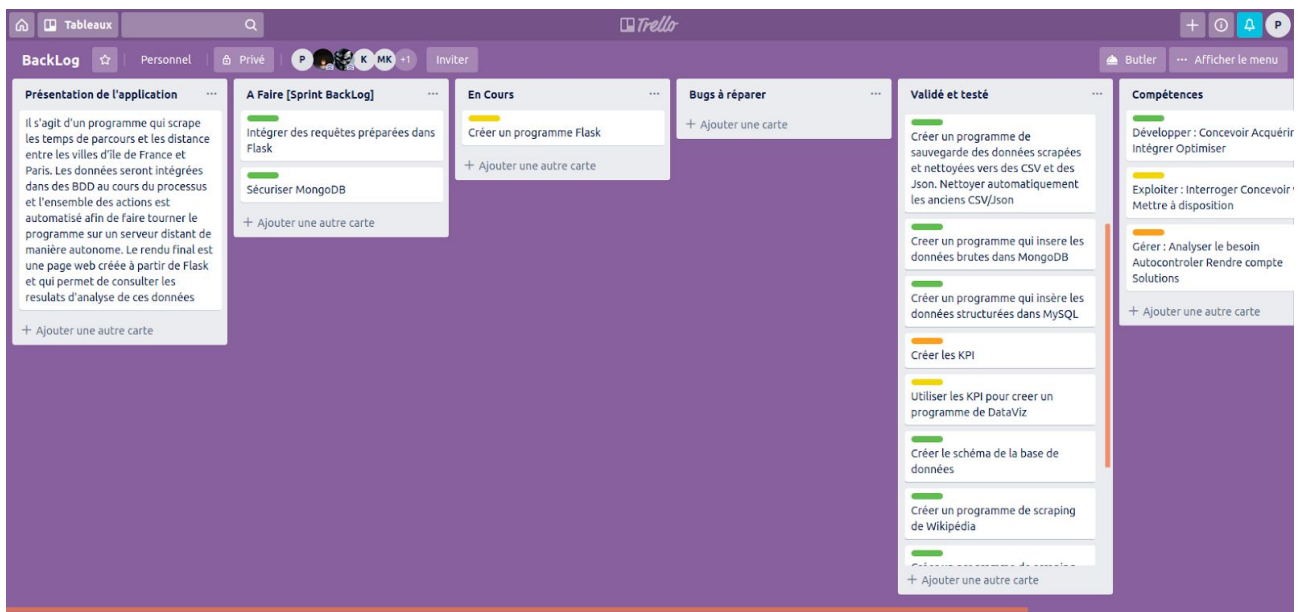 Tableaux
Trello
P
BackLog
Personnel
Privé
P
K
MK
+1
Inviter
Butler
... Afficher le menu
Présentation de l'application
Il s'agit d'un programme qui scrape
les temps de parcours et les distance
entre les villes d'île de France et
Paris. Les données seront intégrées
dans des BDD au cours du processus
et l'ensemble des actions est
automatisé afin de faire tourner le
programme sur un serveur distant de
manière autonome. Le rendu final est
une page web créée à partir de Flask
et qui permet de consulter les
resulats d'analyse de ces données
+ Ajouter une autre carte
A Faire [Sprint BackLog]
Intégrer des requêtes préparées dans
Flask
Sécuriser MongoDB
+ Ajouter une autre carte
En Cours
Créer un programme Flask
+ Ajouter une autre carte
Bugs à réparer
+ Ajouter une carte
Validé et testé
Créer un programme de
sauvegarde des données scrapées
et nettoyées vers des CSV et des
Json. Nettoyer automatiquement
les anciens CSV/Json
Creer un programme qui insere les
données brutes dans MongoDB
Créer un programme qui insère les
données structurées dans MySQL
Créer les KPI
Utiliser les KPI pour creer un
programme de DataViz
Créer le schéma de la base de
données
Créer un programme de scraping
de Wikipédia
+ Ajouter une autre carte
Compétences
Développer : Concevoir Acquérir
Intégrer Optimiser
Exploiter : Interroger Concevoir
Mettre à disposition
Gérer : Analyser le besoin
Autocontroler Rendre compte
Solutions
+ Ajouter une autre carte